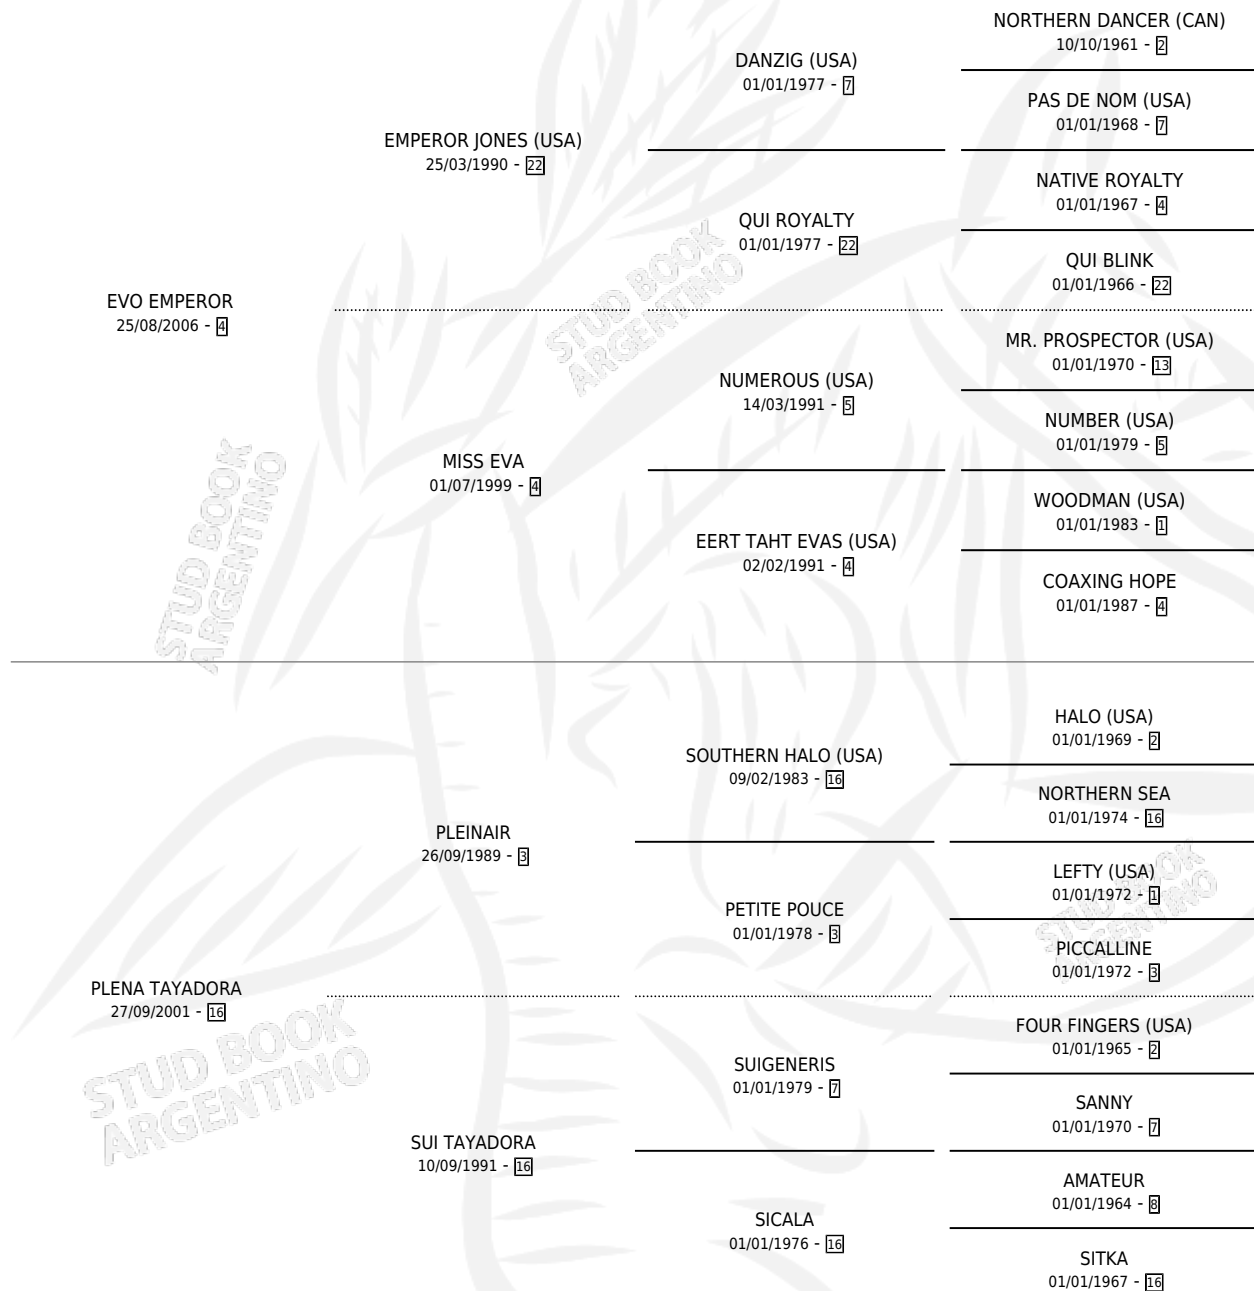 NORTHERN DANCER (CAN)
10/10/1961 - 2
DANZIG (USA)
01/01/1977 - 7
PAS DE NOM (USA)
01/01/1968 - 7
EMPEROR JONES (USA)
25/03/1990 - 22
NATIVE ROYALTY
01/01/1967 - 4
QUI ROYALTY
01/01/1977 - 22
QUI BLINK
01/01/1966 - 22
EVO EMPEROR
25/08/2006 - 4
MR. PROSPECTOR (USA)
01/01/1970 - 13
NUMEROUS (USA)
14/03/1991 - 5
NUMBER (USA)
01/01/1979 - 5
MISS EVA
01/07/1999 - 4
WOODMAN (USA)
01/01/1983 - 1
EERT TAHT EVAS (USA)
02/02/1991 - 4
COAXING HOPE
01/01/1987 - 4
STUD BOOK
ARGENTINO
STUD BOOK
ARGENTINO
HALO (USA)
01/01/1969 - 2
SOUTHERN HALO (USA)
09/02/1983 - 16
NORTHERN SEA
01/01/1974 - 16
PLEINAIR
26/09/1989 - 3
LEFTY (USA)
01/01/1972 - 1
PETITE POUCE
01/01/1978 - 3
PICCALLINE
01/01/1972 - 3
PLENA TAYADORA
27/09/2001 - 16
FOUR FINGERS (USA)
01/01/1965 - 2
SUIGENERIS
01/01/1979 - 7
SANNY
01/01/1970 - 7
SUI TAYADORA
10/09/1991 - 16
AMATEUR
01/01/1964 - 8
SICALA
01/01/1976 - 16
SITKA
01/01/1967 - 16
STUD BOOK
ARGENTINO
STUD BOOK
ARGENTINO